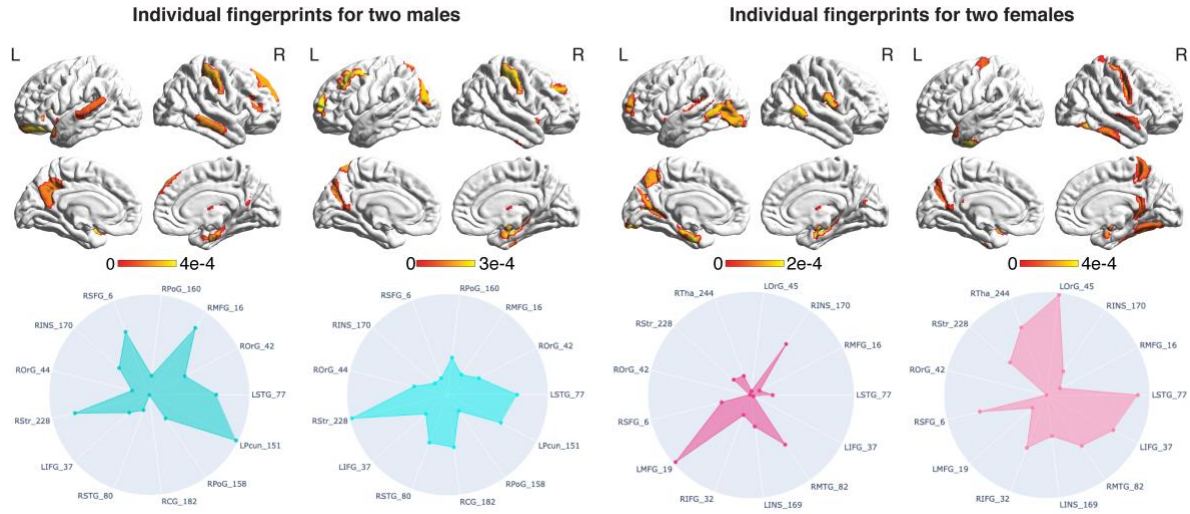 Individual fingerprints for two males
Individual fingerprints for two females
L R L R
0 4e-4
0 3e-4
0 2e-4
0 4e-4
RPoG_160
RMFG_16
ROrG_42
LSTG_77
LPcun_151
RPoG_158
RCG_182
RSTG_80
LIFG_37
RStr_228
ROrG_44
RINS_170
RSFG_6
RPoG_160
RMFG_16
ROrG_42
LSTG_77
LPcun_151
RPoG_158
RCG_182
RSTG_80
LIFG_37
RStr_228
ROrG_44
RINS_170
RSFG_6
LOrG_45
RINS_170
RMFG_16
LSTG_77
LIFG_37
RMTG_82
LINS_169
RIFG_32
LMFG_19
RSFG_6
ROrG_42
RStr_228
RTha_244
LOrG_45
RINS_170
RMFG_16
LSTG_77
LIFG_37
RMTG_82
LINS_169
RIFG_32
LMFG_19
RSFG_6
ROrG_42
RStr_228
RTha_244